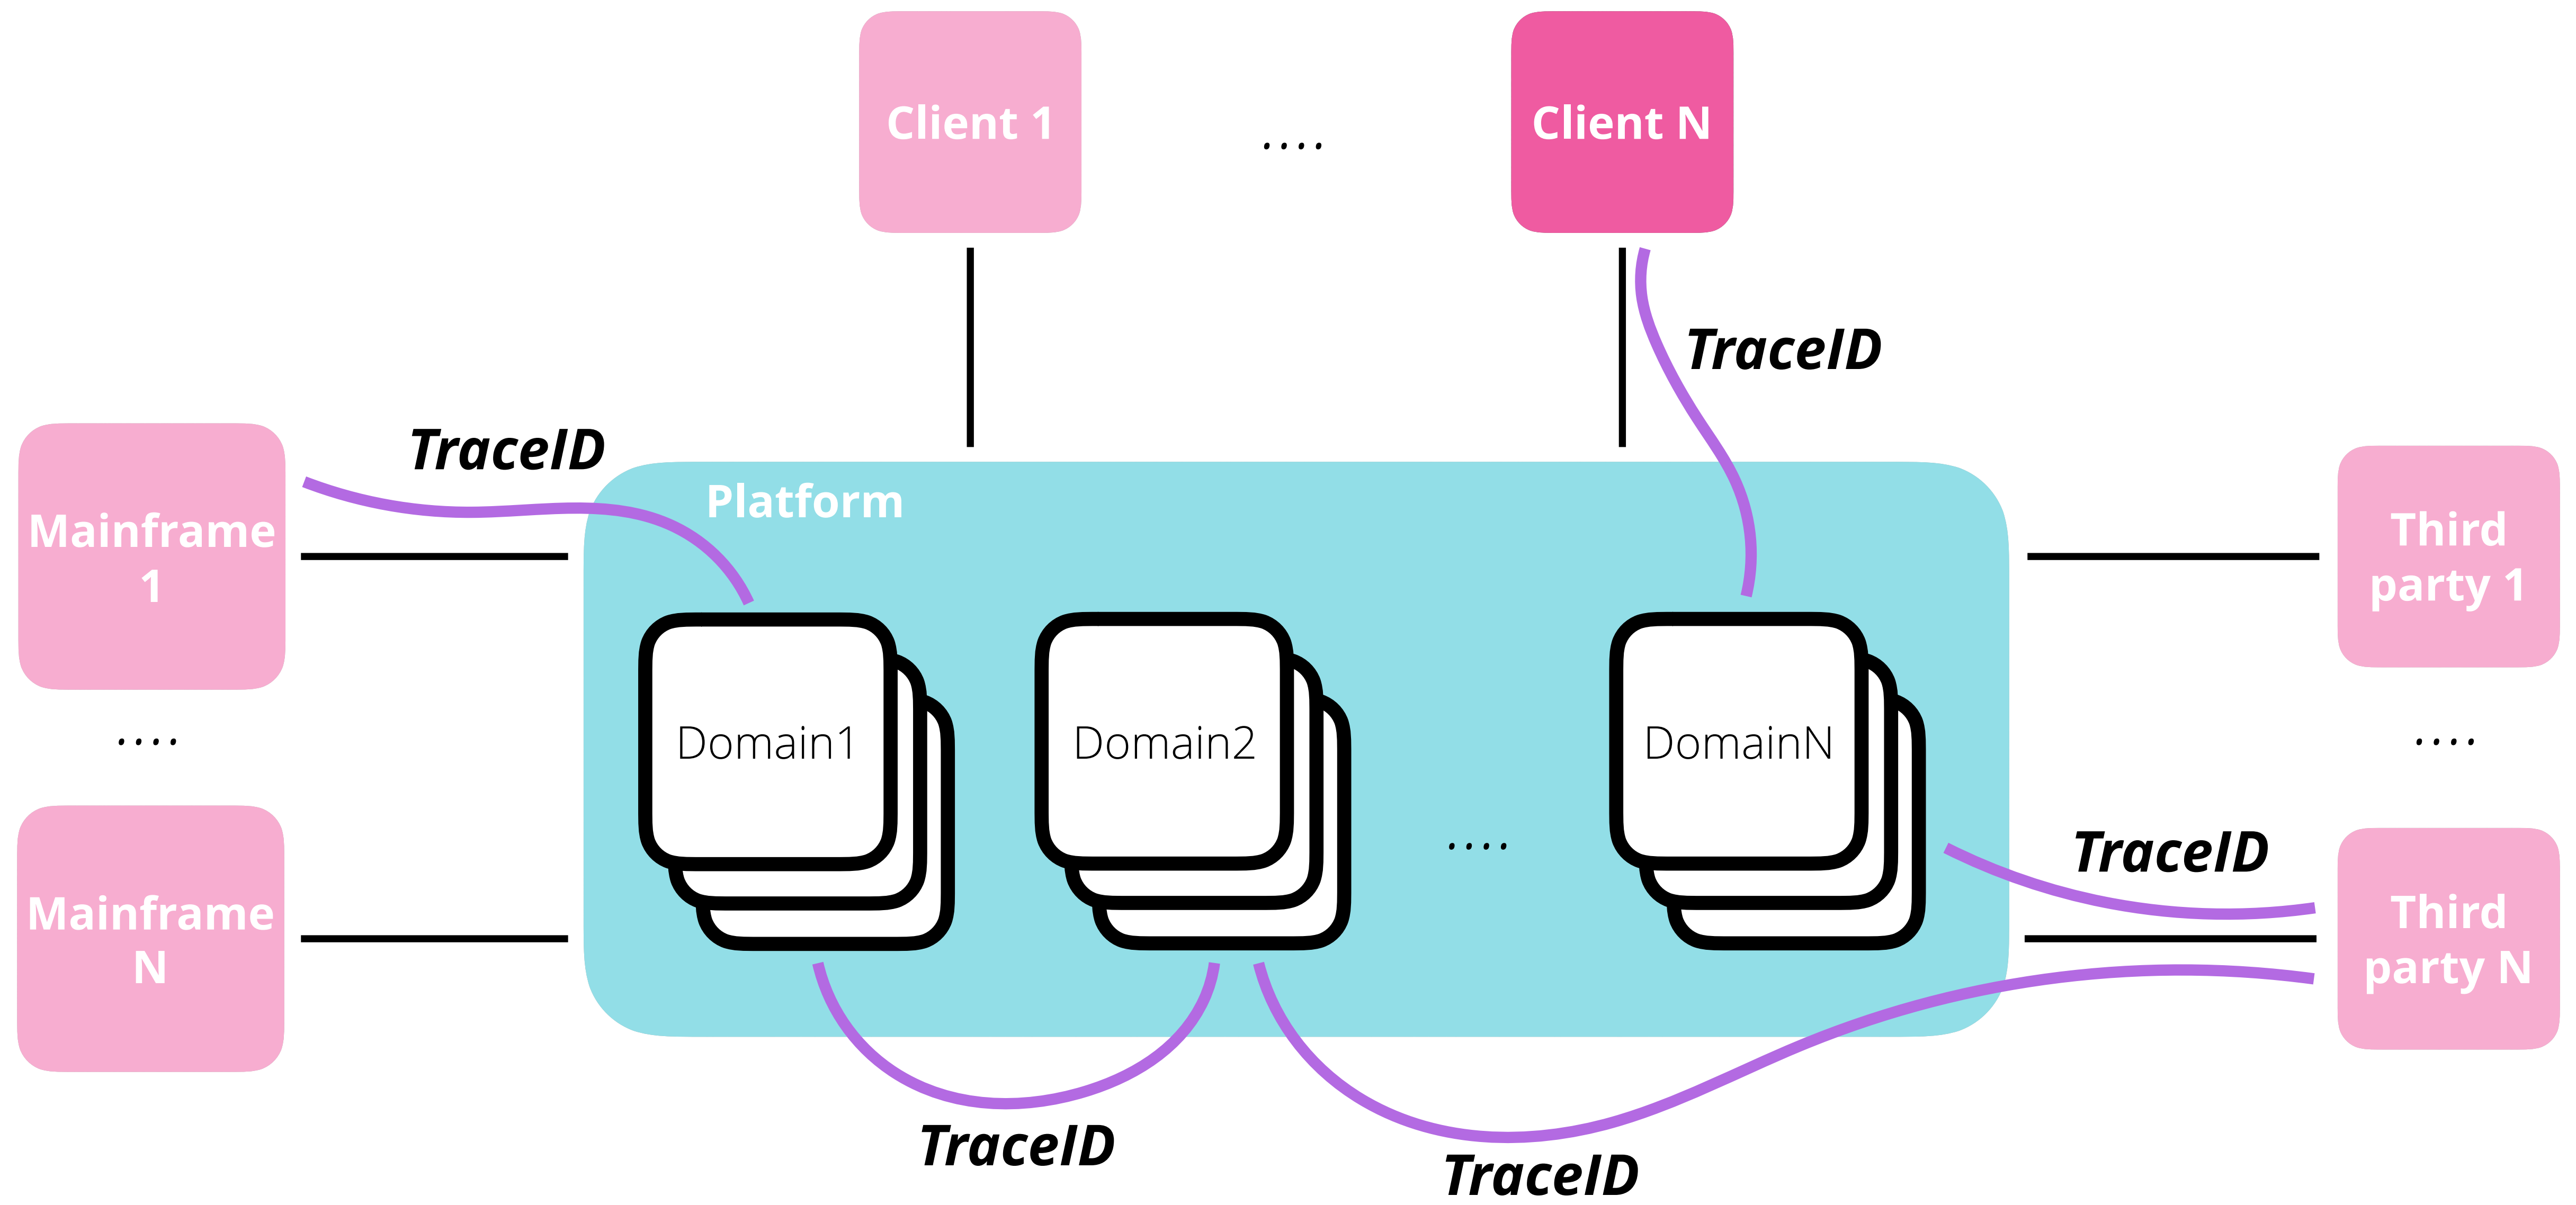 Client 1
....
Client N
TraceID
TraceID
Platform
Mainframe
1
Third
party 1
Domain1
Domain2
....
DomainN
....
....
Mainframe
N
TraceID
Third
party N
TraceID
TraceID